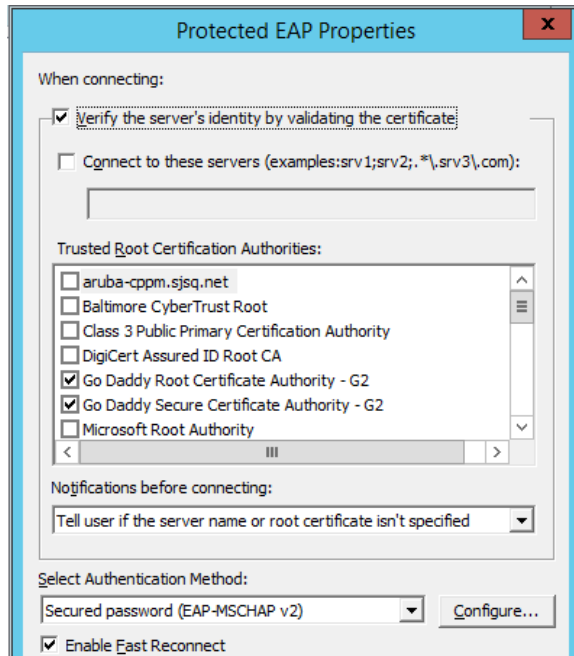 Protected EAP Properties
x
When connecting:
Verify the server's identity by validating the certificate
Connect to these servers (examples:srv1;srv2;.*\.srv3\.com):
Trusted Root Certification Authorities:
aruba-cppm.sjsq.net
Baltimore CyberTrust Root
Class 3 Public Primary Certification Authority
DigiCert Assured ID Root CA
Go Daddy Root Certificate Authority - G2
Go Daddy Secure Certificate Authority - G2
Microsoft Root Authority
Notifications before connecting:
Tell user if the server name or root certificate isn't specified
Select Authentication Method:
Secured password (EAP-MSCHAP v2)
Configure...
Enable Fast Reconnect